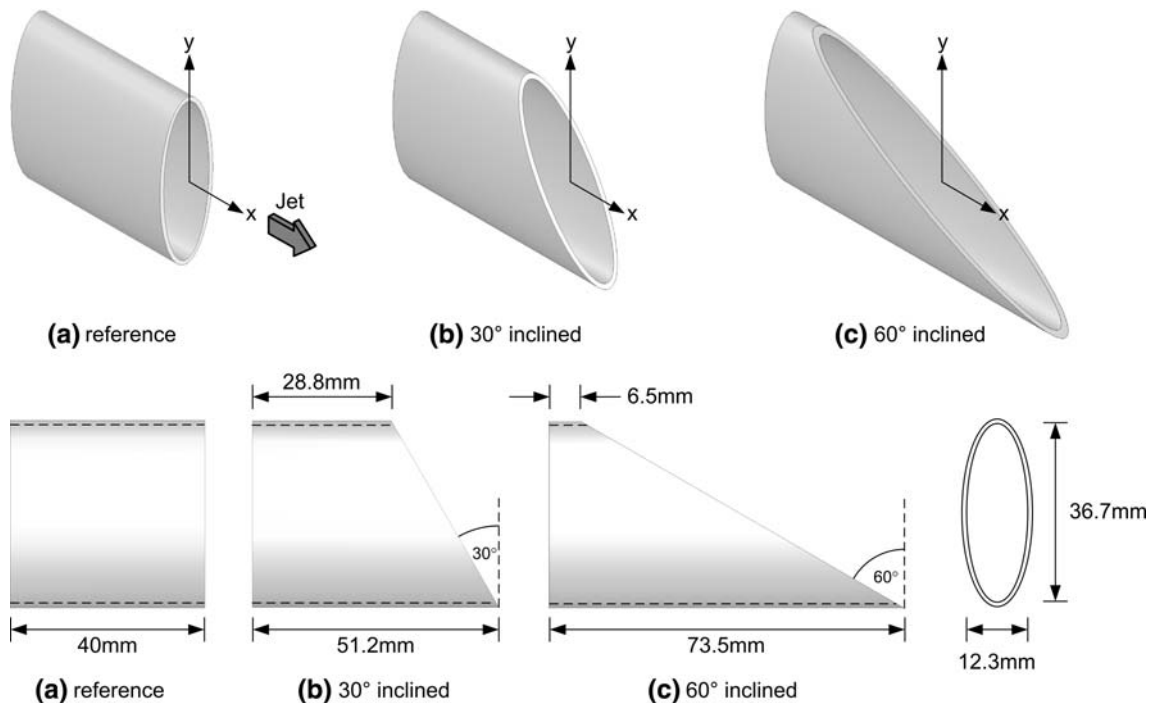 y
y
y
x
Jet
x
x
(a) reference
(b) 30° inclined
(c) 60° inclined
28.8mm
6.5mm
30°
60°
36.7mm
40mm
51.2mm
73.5mm
12.3mm
(a) reference
(b) 30° inclined
(c) 60° inclined